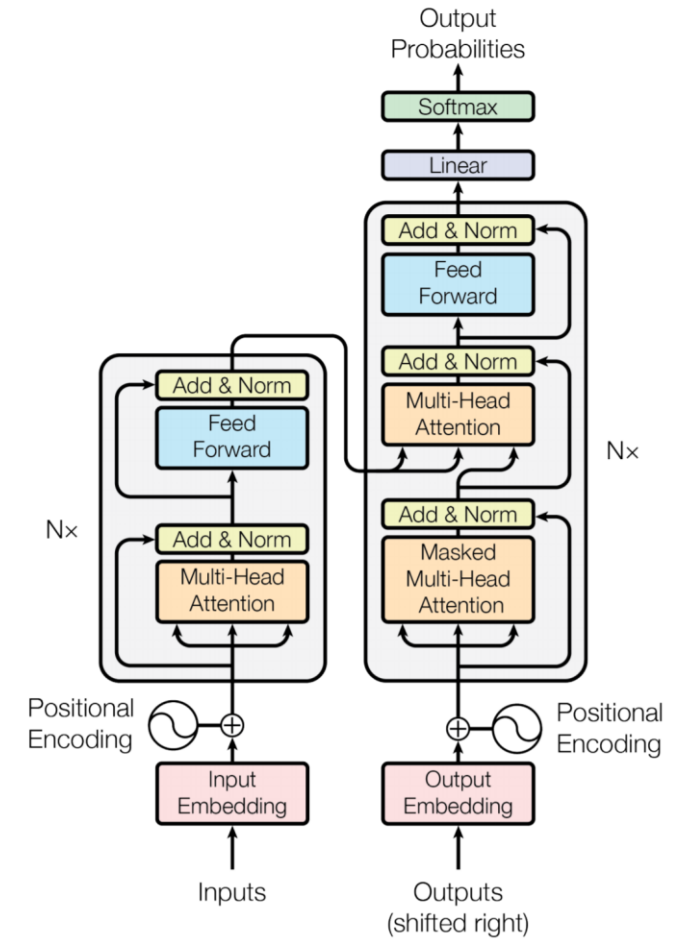 Output
Probabilities
Softmax
Linear
Add & Norm
Feed
Forward
Add & Norm
Multi-Head
Attention
Nx
Add & Norm
Masked
Multi-Head
Attention
Add & Norm
Feed
Forward
Nx
Add & Norm
Multi-Head
Attention
Positional
Encoding
Positional
Encoding
Input
Embedding
Output
Embedding
Inputs
Outputs
(shifted right)